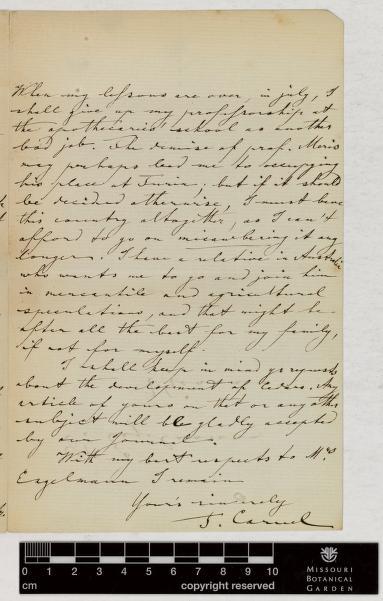 When my lessons are over, in july, I
shall give up my professorship at
the apothecaries' school as another
bad job. The demise of prof. Moris
may perhaps lead me to occupying
his place at Turin; but if it should
be decided otherwise, I must
this country altogether, as I can't
afford to go on it any
longer. I have a relative in Australia
who wants me to go and join him
in mercantile and agricultural
speculations, and that might be
after all the best for my family,
if not for myself.
I shall keep in mind yr. requests
about the development of . Any
article of yours on that or any other
subject will be gladly accepted
by our Journal.
With my best respects to Mrs
Engelmann I remain
Your's sincerely
T. Caruel
0 1 2 3 4 5 6 7 8 9 10
cm copyright reserved
MISSOURI
BOTANICAL
GARDEN